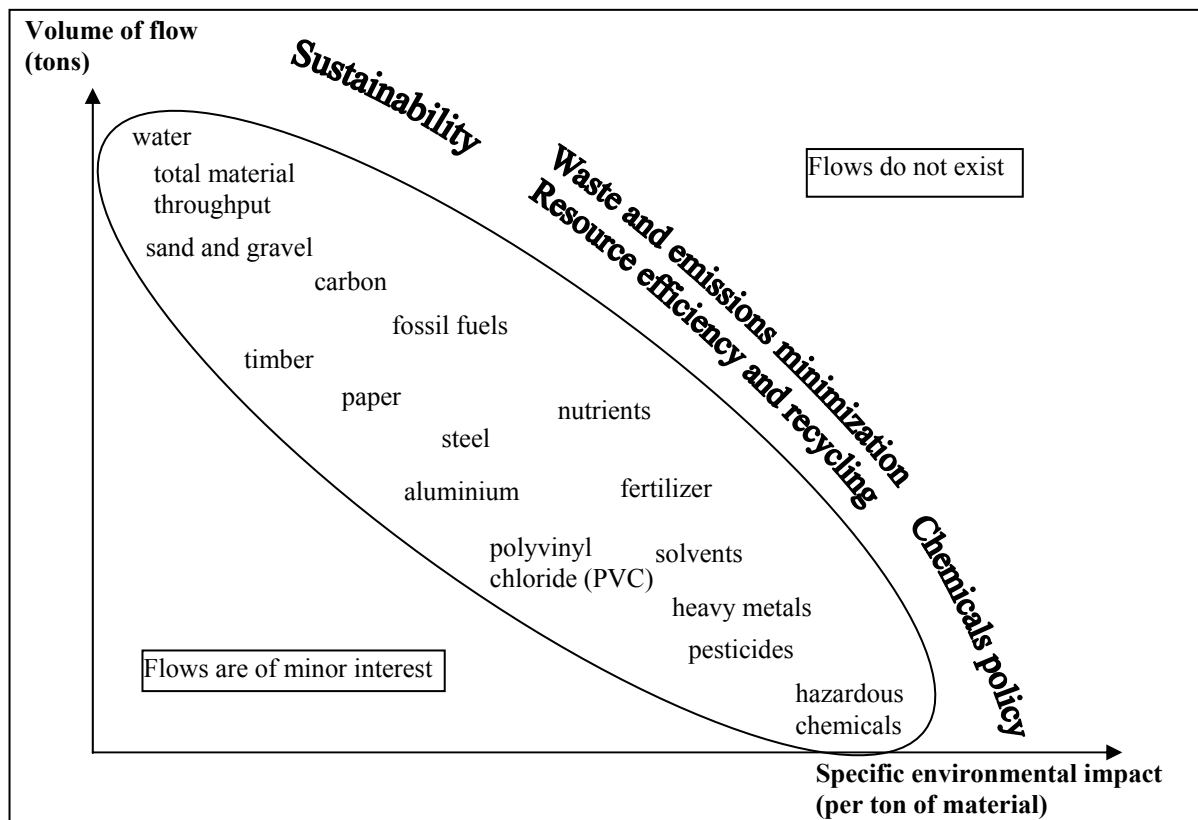 Volume of flow
(tons)
Sustainability
Waste and emissions minimization
Resource efficiency and recycling
Chemicals policy
Flows do not exist
water
total material
throughput
sand and gravel
carbon
fossil fuels
timber
paper
nutrients
steel
aluminium
fertilizer
polyvinyl
chloride (PVC)
solvents
heavy metals
pesticides
hazardous
chemicals
Flows are of minor interest
Specific environmental impact
(per ton of material)